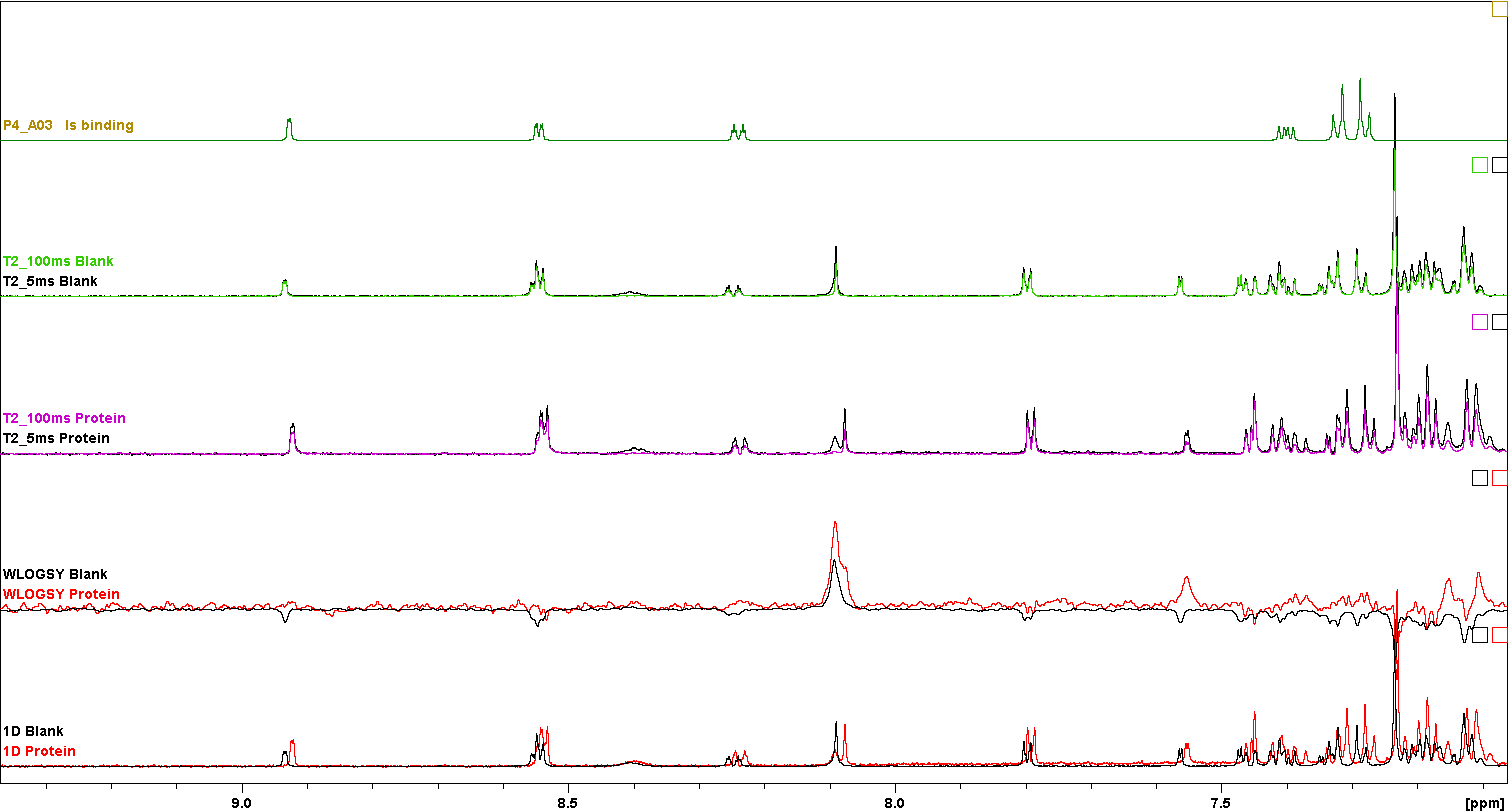 P4_A03 Is binding
T2_100ms Blank
T2_5ms Blank
T2_100ms Protein
T2_5ms Protein
WLOGSY Blank
WLOGSY Protein
1D Blank
1D Protein
9.0 8.5 8.0 7.5 [ppm]